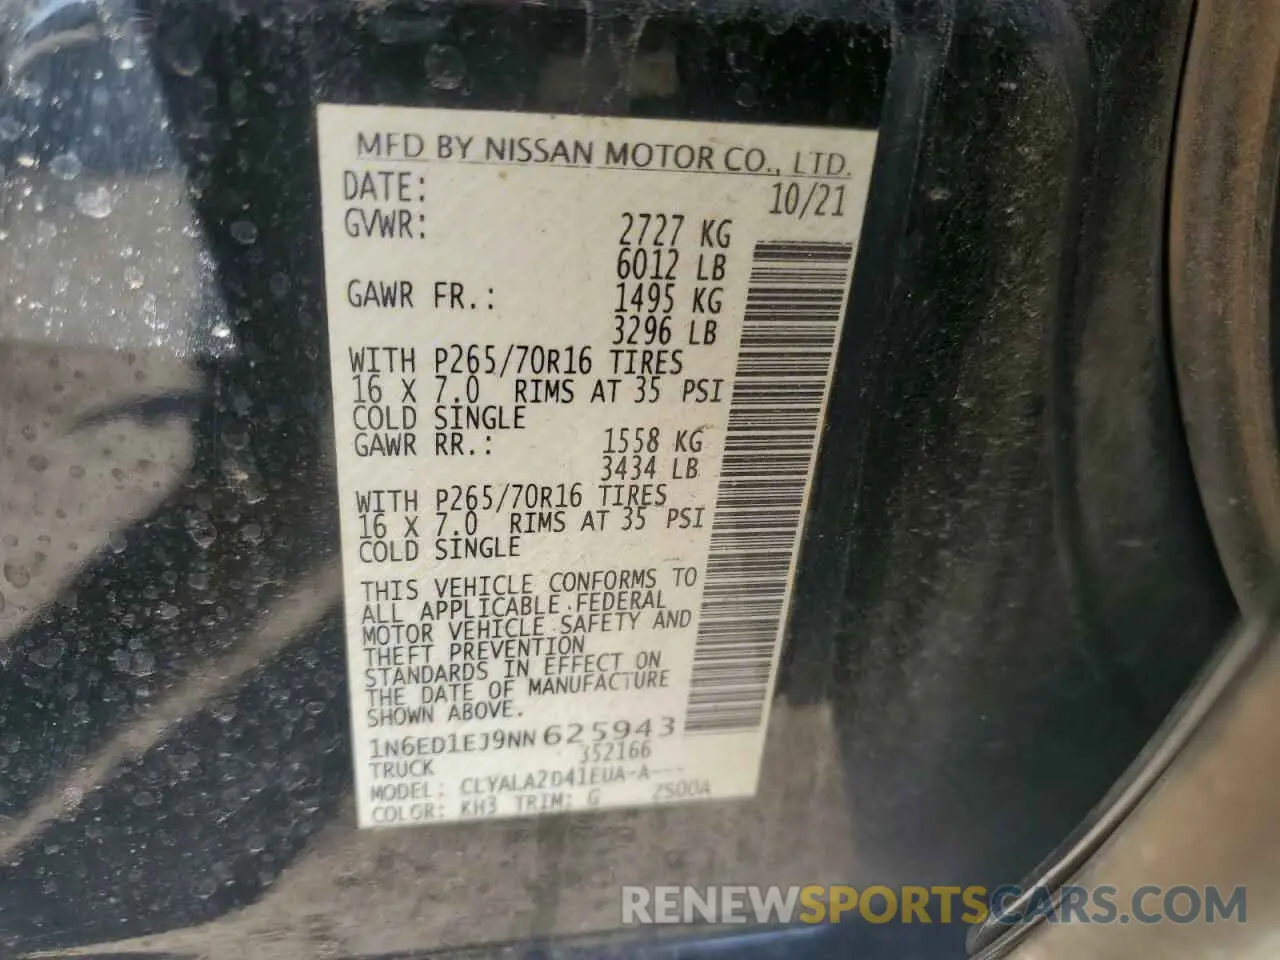 MFD BY NISSAN MOTOR CO., LTD.
DATE: 10/21
GVWR: 2727 KG
6012 LB
GAWR FR.: 1495 KG
3296 LB
WITH P265/70R16 TIRES
16 X 7.0 RIMS AT 35 PSI
COLD SINGLE
GAWR RR.: 1558 KG
3434 LB
WITH P265/70R16 TIRES
16 X 7.0 RIMS AT 35 PSI
COLD SINGLE
THIS VEHICLE CONFORMS TO
ALL APPLICABLE FEDERAL
MOTOR VEHICLE SAFETY AND
THEFT PREVENTION
STANDARDS IN EFFECT ON
THE DATE OF MANUFACTURE
SHOWN ABOVE.
1N6ED1EJ9NN625943
TRUCK 352166
MODEL: CLYALA2D41EUA-A---
COLOR: KH3 TRIM: G 2500A
RENEWSPORTSCARS.COM